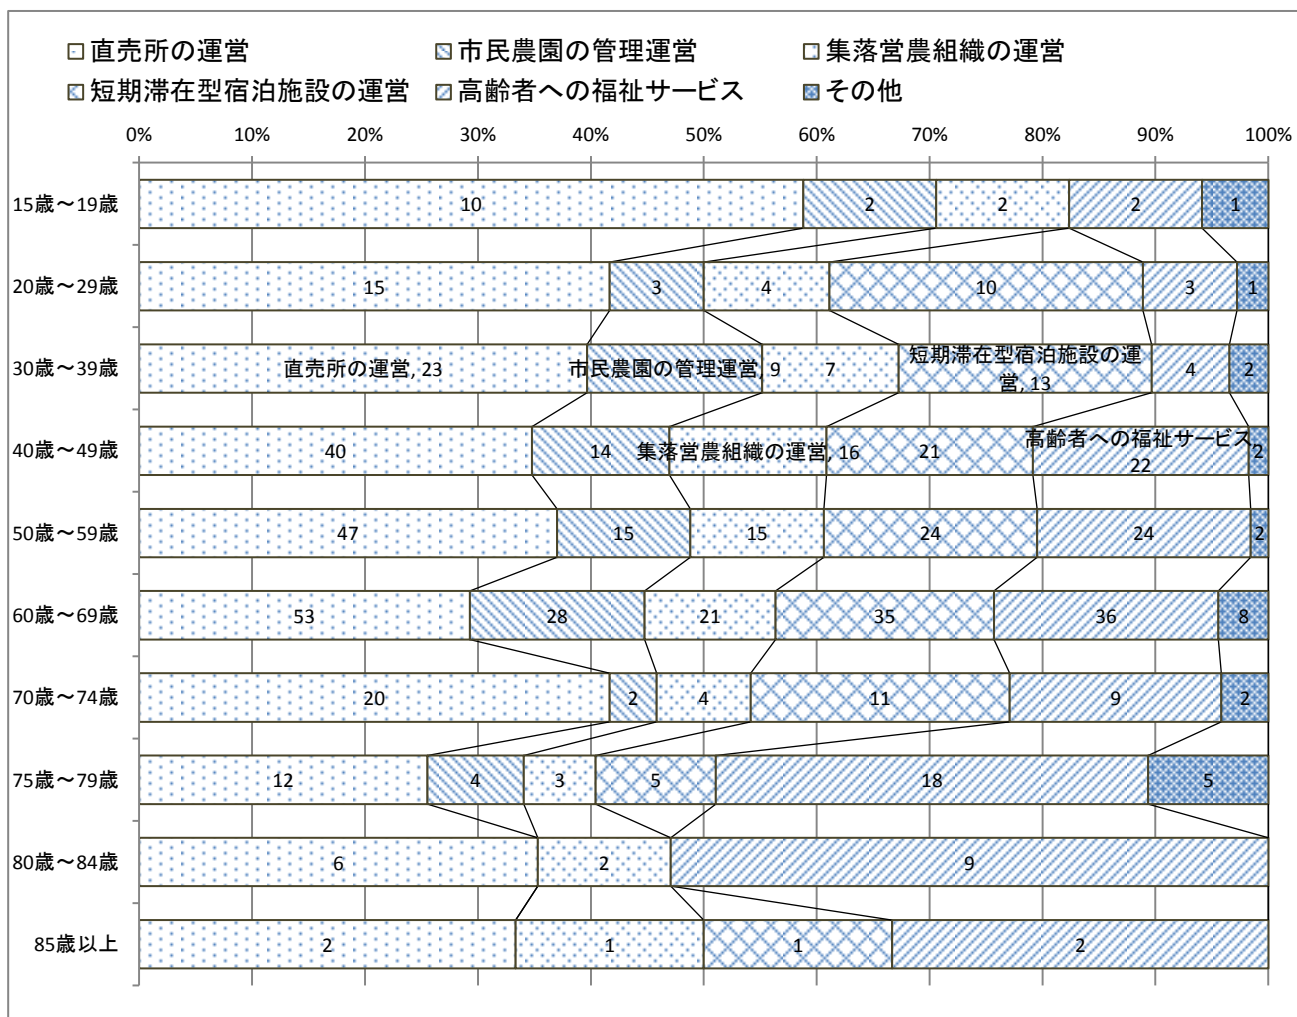 直売所の運営 市民農園の管理運営 集落営農組織の運営
短期滞在型宿泊施設の運営 高齢者への福祉サービス その他
0% 10% 20% 30% 40% 50% 60% 70% 80% 90% 100%
15歳～19歳 10 2 2 2 1
20歳～29歳 15 3 4 10 3 1
30歳～39歳 直売所の運営, 23 市民農園の管理運営, 9 7 短期滞在型宿泊施設の運
営, 13 4 2
40歳～49歳 40 14 集落営農組織の運営, 16 21 高齢者への福祉サービス,
22 2
50歳～59歳 47 15 15 24 24 2
60歳～69歳 53 28 21 35 36 8
70歳～74歳 20 2 4 11 9 2
75歳～79歳 12 4 3 5 18 5
80歳～84歳 6 2 9
85歳以上 2 1 1 2